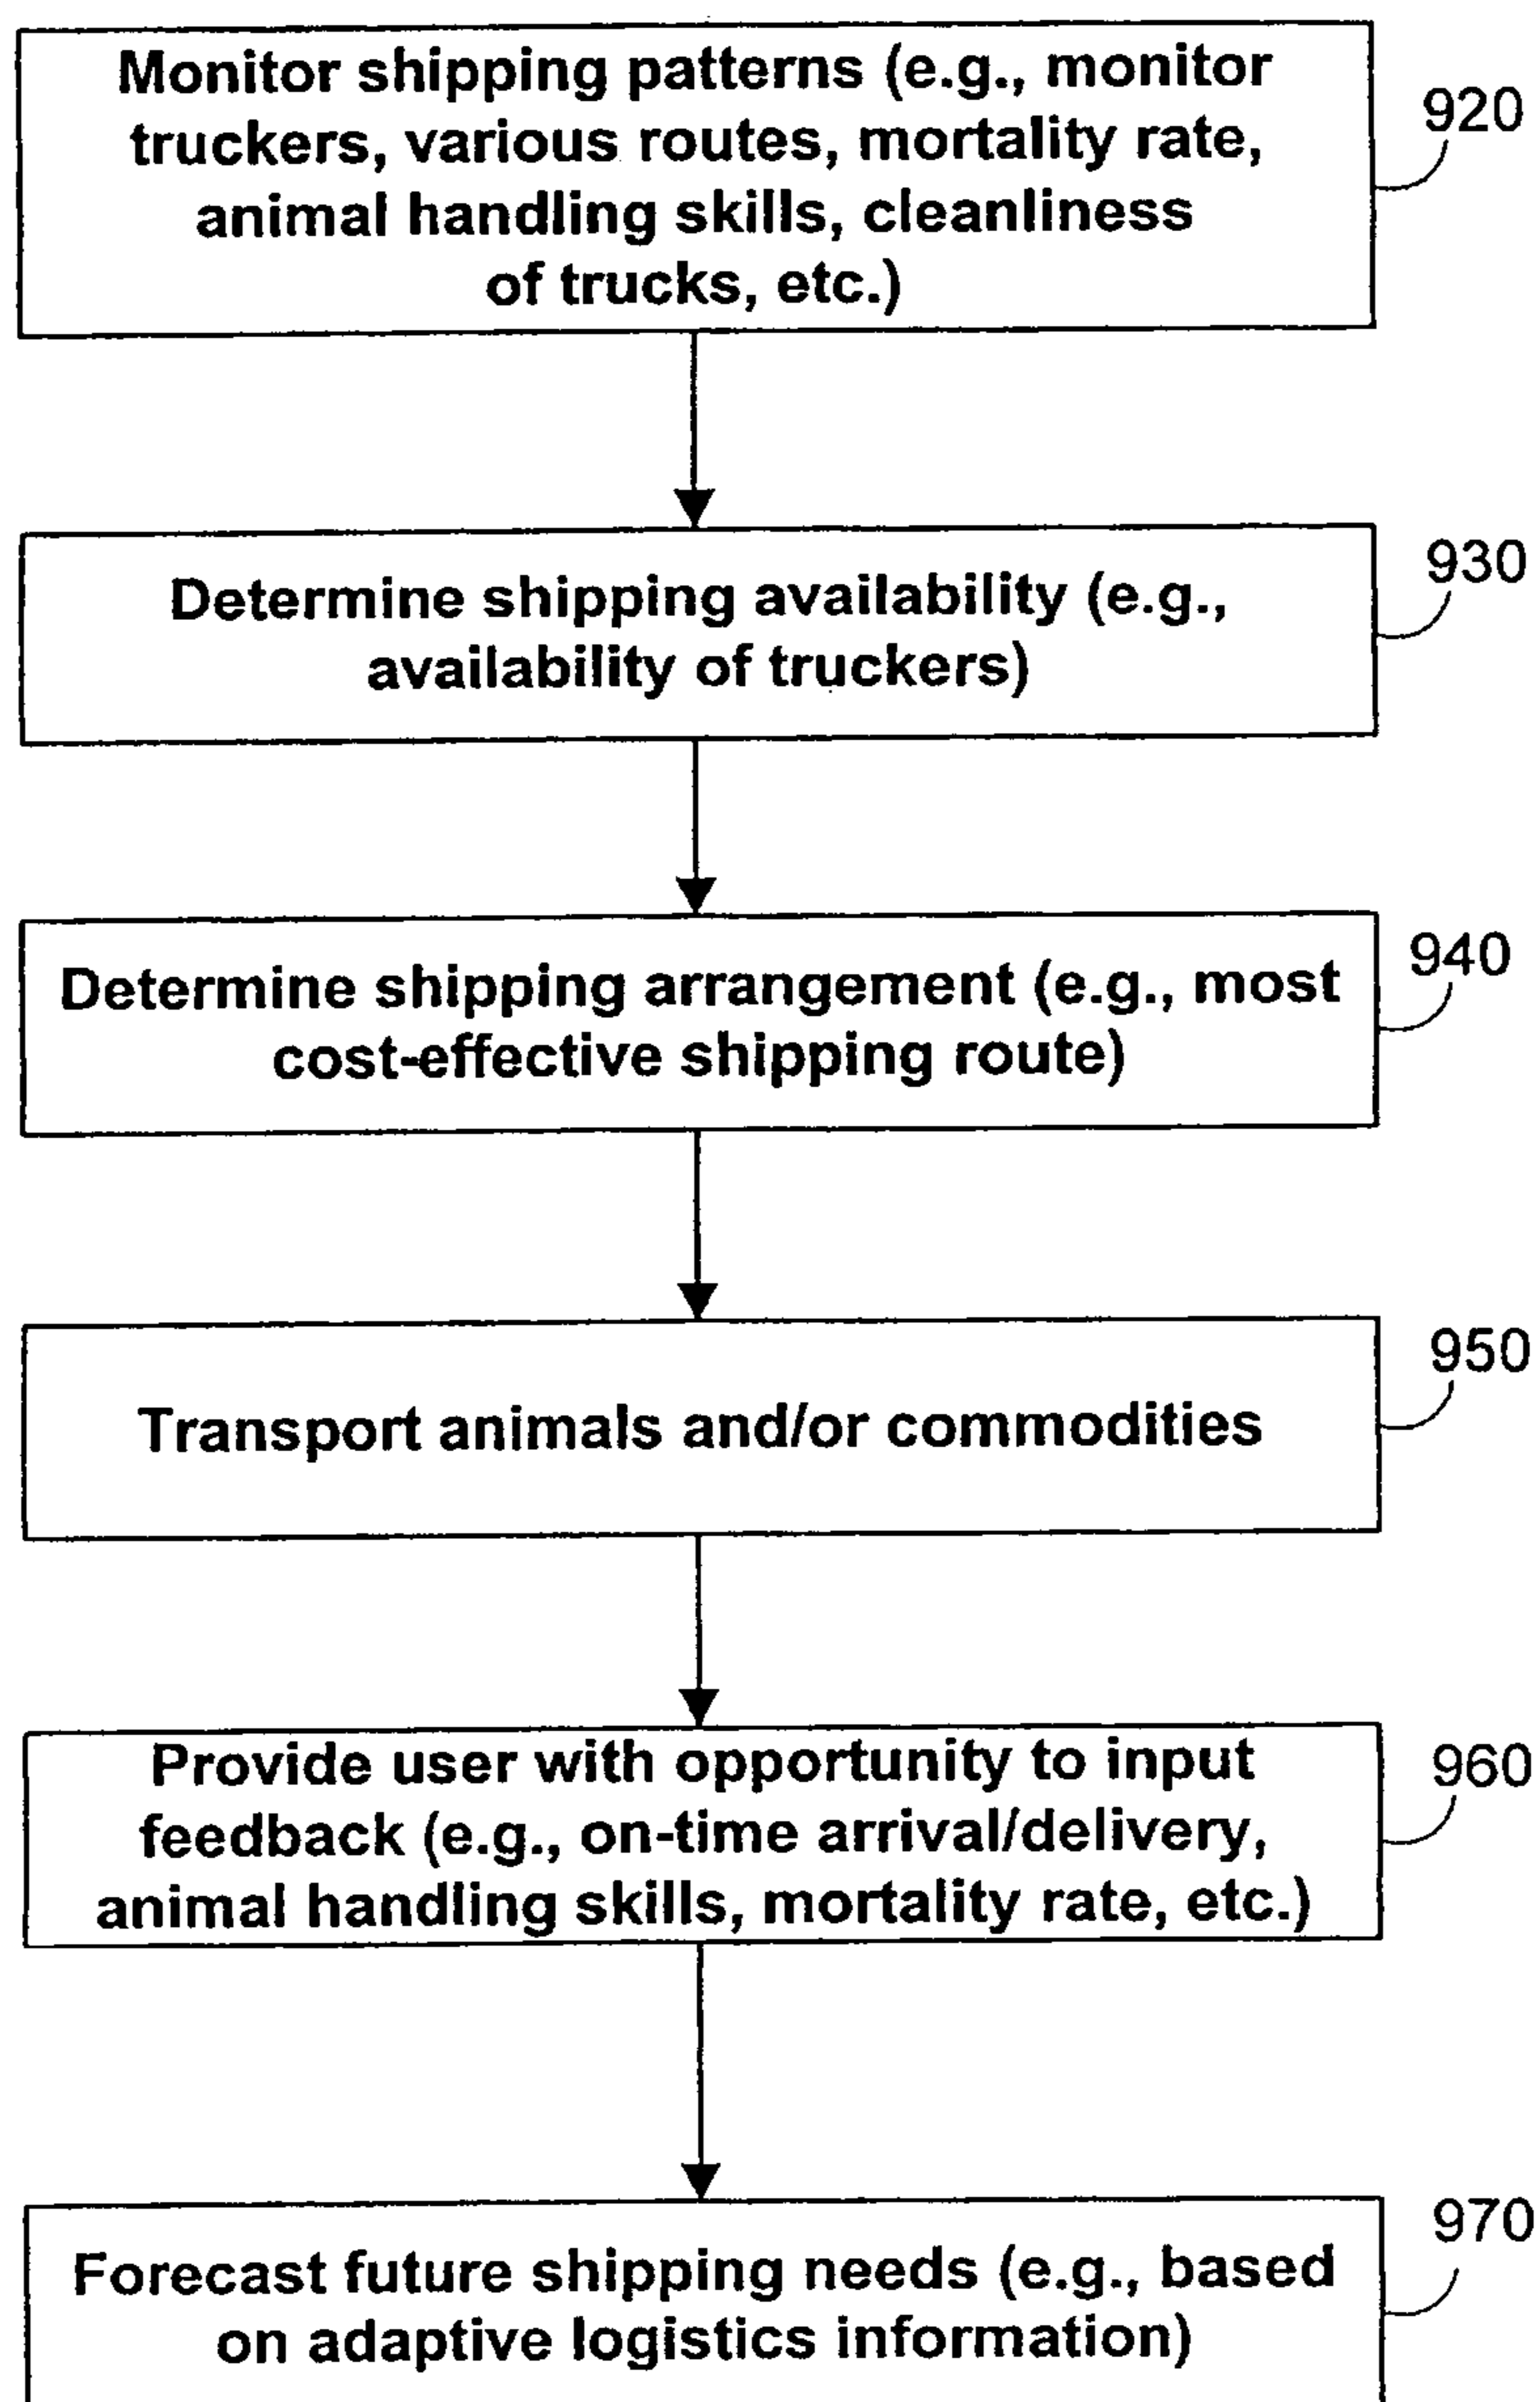 Monitor shipping patterns (e.g., monitor
truckers, various routes, mortality rate,
animal handling skills, cleanliness
of trucks, etc.)
920
Determine shipping availability (e.g.,
availability of truckers)
930
Determine shipping arrangement (e.g., most
cost-effective shipping route)
940
Transport animals and/or commodities
950
Provide user with opportunity to input
feedback (e.g., on-time arrival/delivery,
animal handling skills, mortality rate, etc.)
960
Forecast future shipping needs (e.g., based
on adaptive logistics information)
970